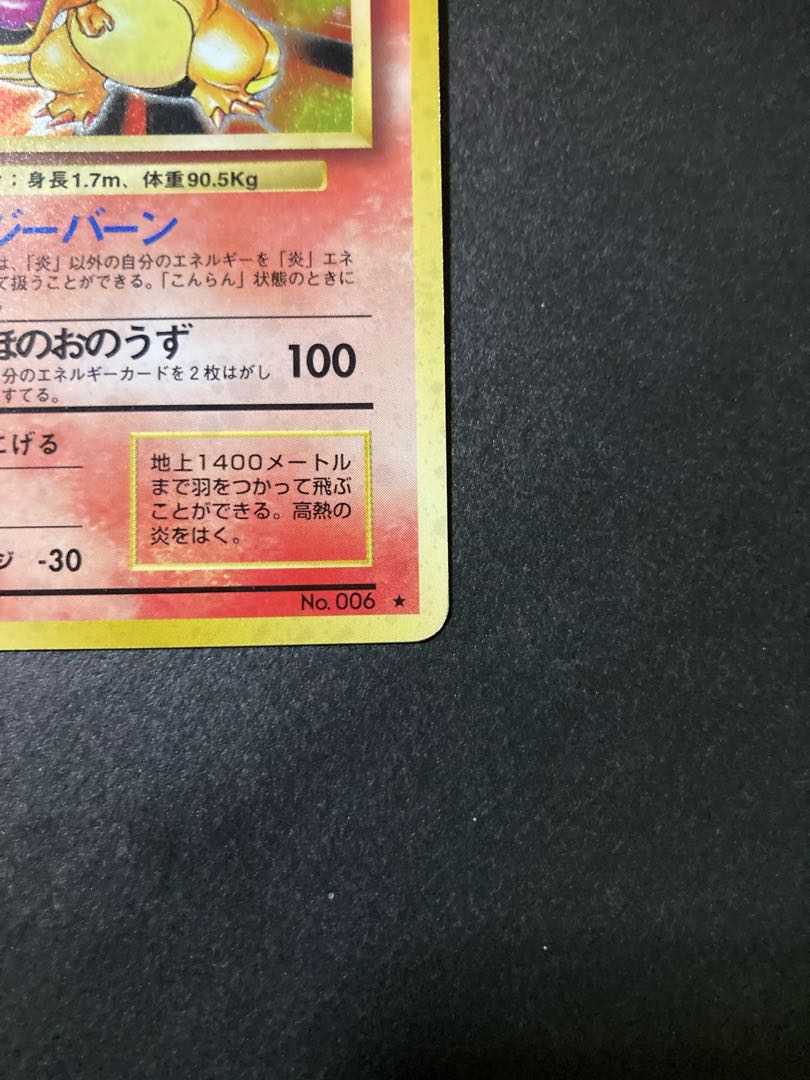 ：身長1.7m、体重90.5Kg
ジーバーン
は、「炎」以外の自分のエネルギーを「炎」エネ
て扱うことができる。「こんらん」状態のときに
。
ほのおのうず 100
分のエネルギーカードを２枚はがし
すてる。
にげる
地上1400メートル
まで羽をつかって飛ぶ
ことができる。高熱の
炎をはく。
ジ -30
No. 006 ★